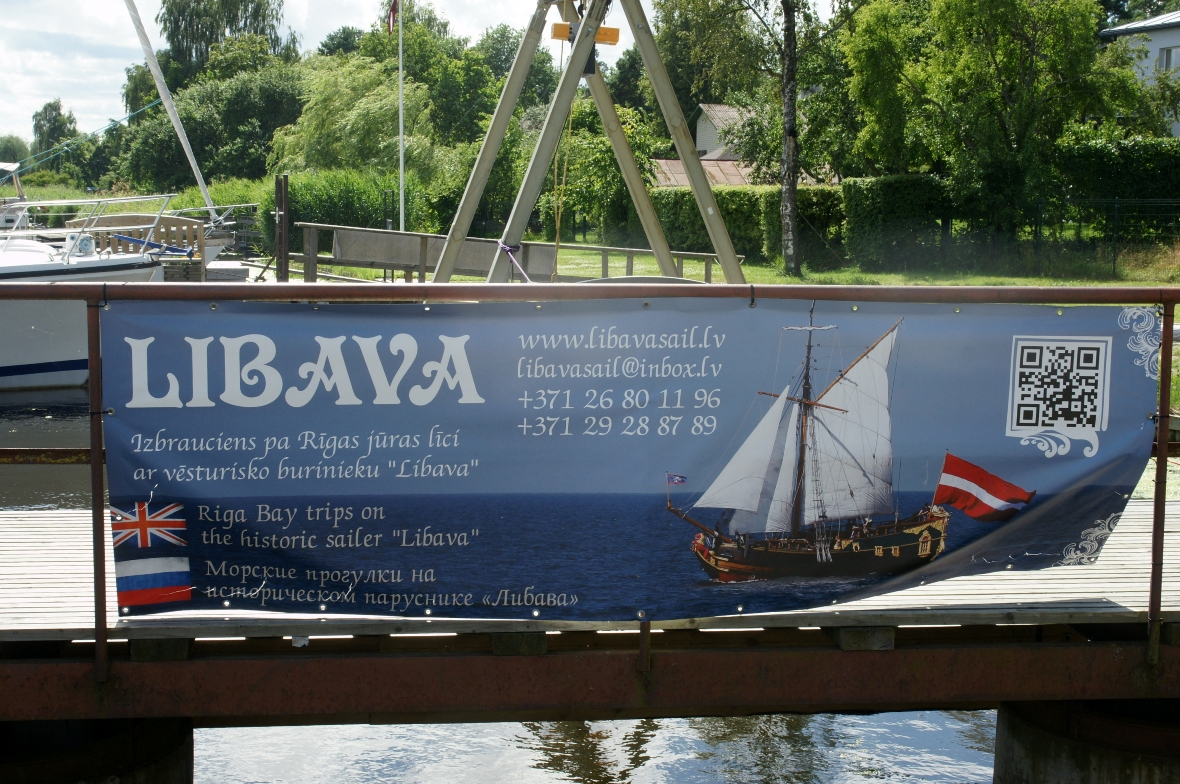 LIBAVA
Izbrauciens pa Rīgas jūras līcī
ar vēsturisko burinieku "Libava"
Riga Bay trips on
the historic sailer "Libava
Морские прогулки на
историческом паруснике «Либава»
www.libavasail.lv
libavasail@inbox.lv
+371 26 80 11 96
+371 29 28 87 89